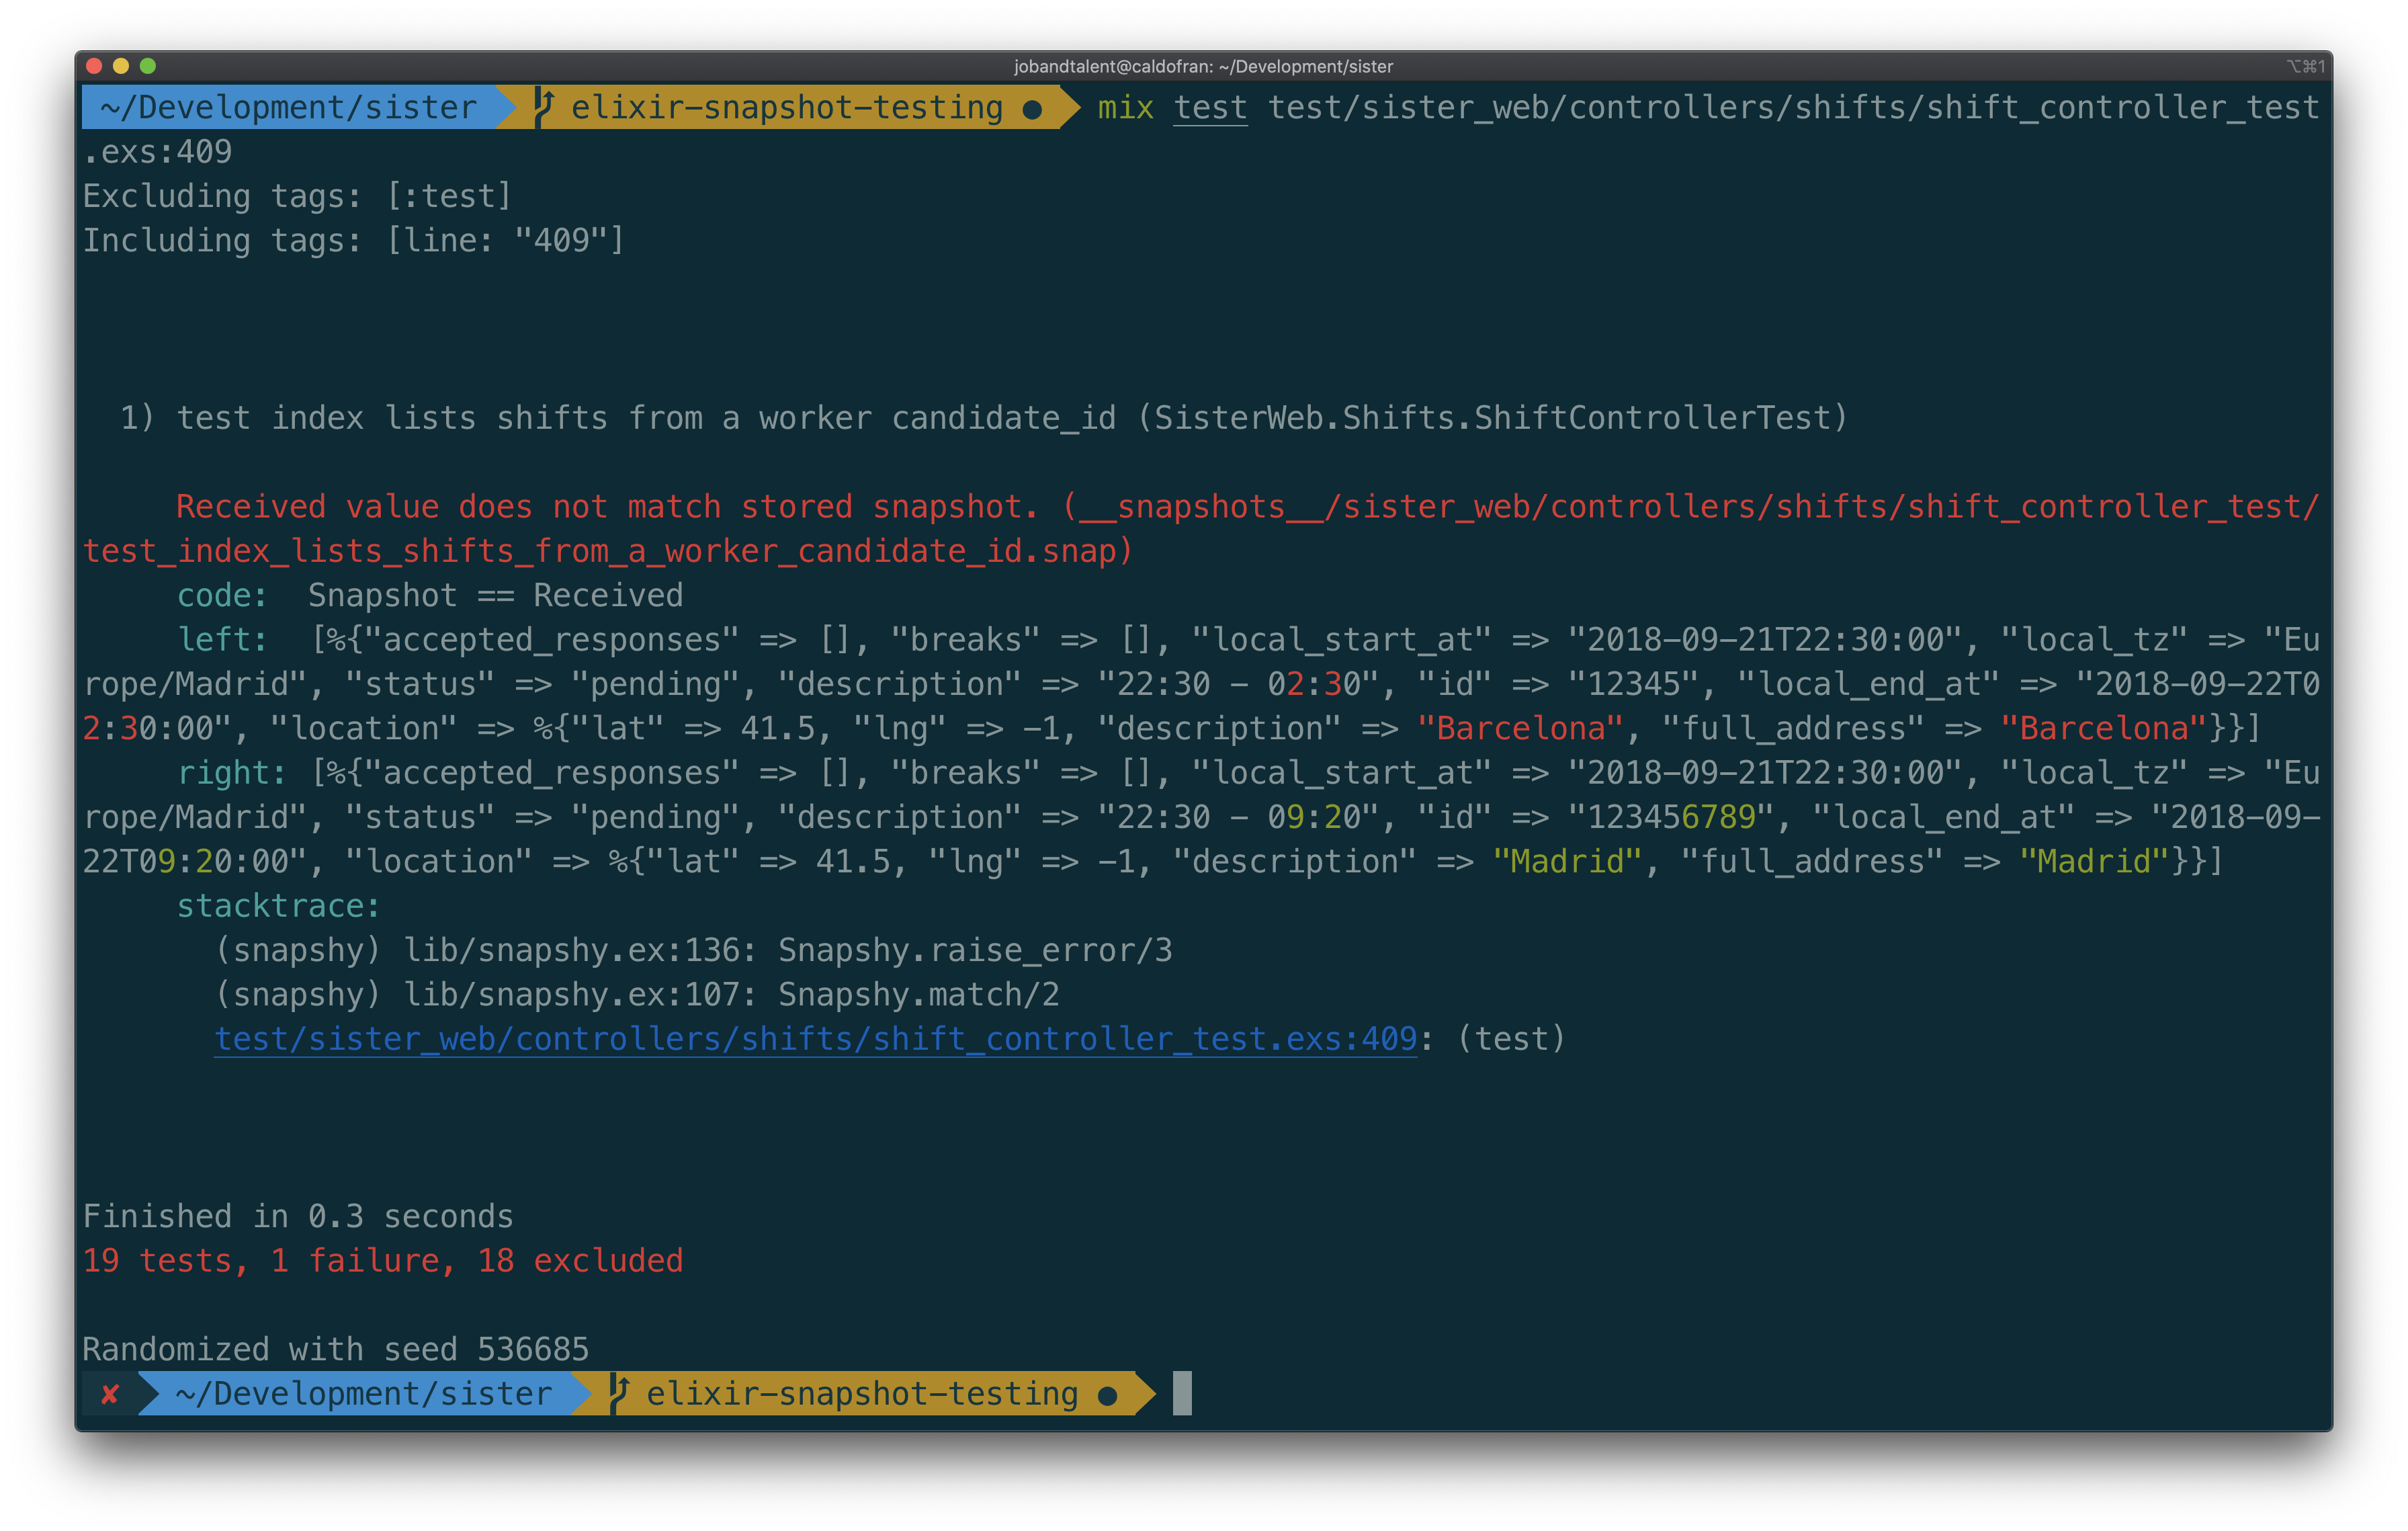 jobandtalent@caldofran: ~/Development/sister
⌥⌘1
~/Development/sister elixir-snapshot-testing ● mix test test/sister_web/controllers/shifts/shift_controller_test
.exs:409
Excluding tags: [:test]
Including tags: [line: "409"]
1) test index lists shifts from a worker candidate_id (SisterWeb.Shifts.ShiftControllerTest)
Received value does not match stored snapshot. (__snapshots__/sister_web/controllers/shifts/shift_controller_test/
test_index_lists_shifts_from_a_worker_candidate_id.snap)
code:  Snapshot == Received
left:  [%{"accepted_responses" => [], "breaks" => [], "local_start_at" => "2018-09-21T22:30:00", "local_tz" => "Eu
rope/Madrid", "status" => "pending", "description" => "22:30 - 02:30", "id" => "12345", "local_end_at" => "2018-09-22T0
2:30:00", "location" => %{"lat" => 41.5, "lng" => -1, "description" => "Barcelona", "full_address" => "Barcelona"}}]
right: [%{"accepted_responses" => [], "breaks" => [], "local_start_at" => "2018-09-21T22:30:00", "local_tz" => "Eu
rope/Madrid", "status" => "pending", "description" => "22:30 - 09:20", "id" => "123456789", "local_end_at" => "2018-09-
22T09:20:00", "location" => %{"lat" => 41.5, "lng" => -1, "description" => "Madrid", "full_address" => "Madrid"}}]
stacktrace:
(snapshy) lib/snapshy.ex:136: Snapshy.raise_error/3
(snapshy) lib/snapshy.ex:107: Snapshy.match/2
test/sister_web/controllers/shifts/shift_controller_test.exs:409: (test)
Finished in 0.3 seconds
19 tests, 1 failure, 18 excluded
Randomized with seed 536685
✘ ~/Development/sister elixir-snapshot-testing ●